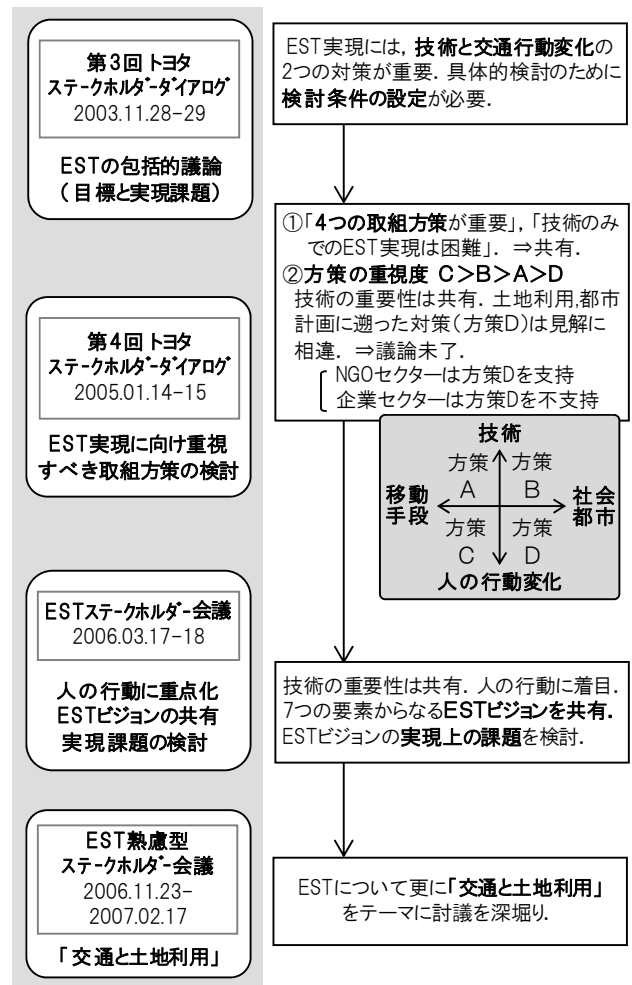 第3回トヨタ
ステークホルダーダイアログ
2003.11.28-29
ESTの包括的議論
(目標と実現課題)
EST実現には，技術と交通行動変化の
2つの対策が重要．具体的検討のために
検討条件の設定が必要．
第4回トヨタ
ステークホルダーダイアログ
2005.01.14-15
EST実現に向け重視
すべき取組方策の検討
①「4つの取組方策が重要」，「技術のみ
でのEST実現は困難」．⇒共有．
②方策の重視度 C＞B＞A＞D
技術の重要性は共有．土地利用,都市
計画に遡った対策(方策D)は見解に
相違．⇒議論未了．
NGOセクターは方策Dを支持
企業セクターは方策Dを不支持
技術
方策 方策
A B
移動
手段
社会
都市
方策 方策
C D
人の行動変化
ESTステークホルダー会議
2006.03.17-18
人の行動に重点化
ESTビジョンの共有
実現課題の検討
技術の重要性は共有．人の行動に着目．
7つの要素からなるESTビジョンを共有．
ESTビジョンの実現上の課題を検討．
EST熟慮型
ステークホルダー会議
2006.11.23-
2007.02.17
「交通と土地利用」
ESTについて更に「交通と土地利用」
をテーマに討議を深堀り．